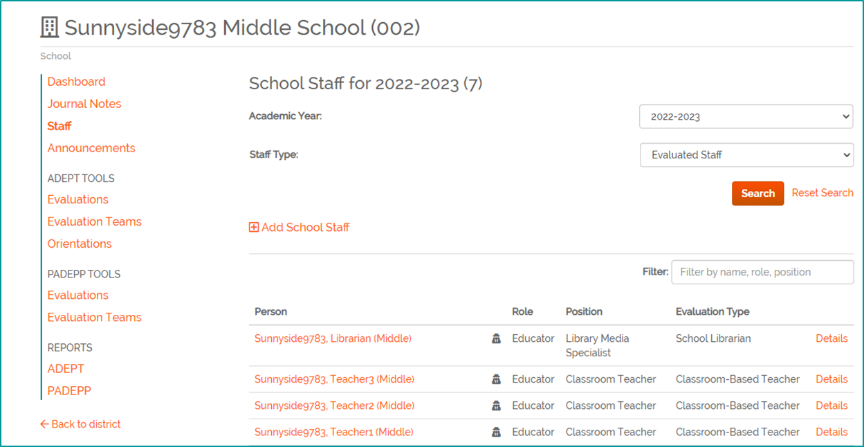 Sunnyside9783 Middle School (002)
School
Dashboard
Journal Notes
Staff
Announcements
ADEPT TOOLS
Evaluations
Evaluation Teams
Orientations
PADEPP TOOLS
Evaluations
Evaluation Teams
REPORTS
ADEPT
PADEPP
← Back to district
School Staff for 2022-2023 (7)
Academic Year: 2022-2023
Staff Type: Evaluated Staff
Search Reset Search
Add School Staff
Filter: Filter by name, role, position
Person Role Position Evaluation Type
Sunnyside9783, Librarian (Middle) Educator Library Media School Librarian Details
Specialist
Sunnyside9783, Teacher3 (Middle) Educator Classroom Teacher Classroom-Based Teacher Details
Sunnyside9783, Teacher2 (Middle) Educator Classroom Teacher Classroom-Based Teacher Details
Sunnyside9783, Teacher1 (Middle) Educator Classroom Teacher Classroom-Based Teacher Details